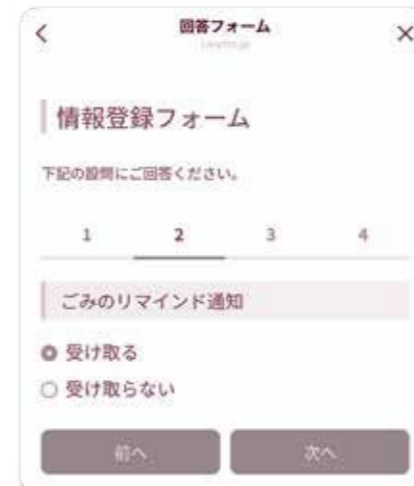 回答フォーム
情報登録フォーム
下記の設問にご回答ください。
1 2 3 4
ごみのリマインド通知
受け取る
受け取らない
前へ 次へ